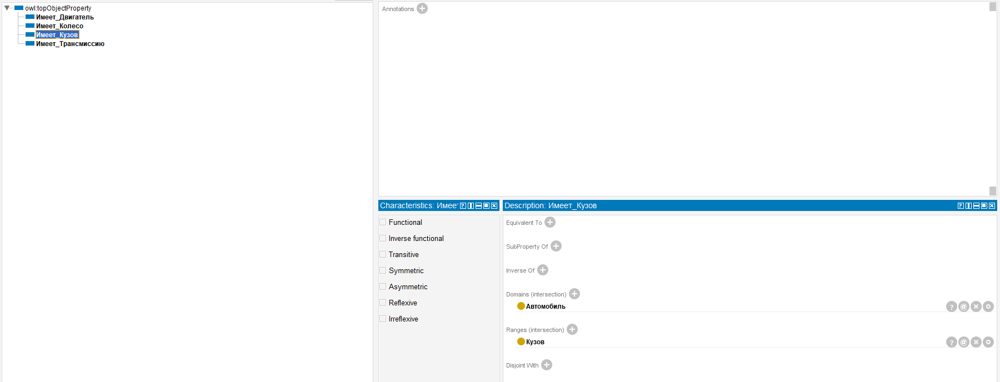 owl:topObjectProperty
Имеет_Двигатель
Имеет_Колесо
Имеет_Кузов
Имеет_Трансмиссию
Annotations
Characteristics: Имеет
Description: Имеет_Кузов
Functional
Inverse functional
Transitive
Symmetric
Asymmetric
Reflexive
Irreflexive
Equivalent To
SubProperty Of
Inverse Of
Domains (intersection)
Автомобиль
Ranges (intersection)
Кузов
Disjoint With